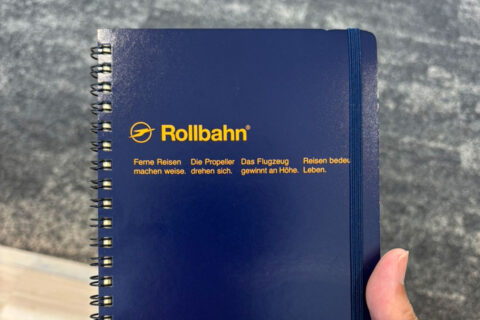 Rollbahn®
Ferne Reisen Die Propeller Das Flugzeug Reisen bedeu
machen weise. drehen sich. gewinnt an Höhe. Leben.